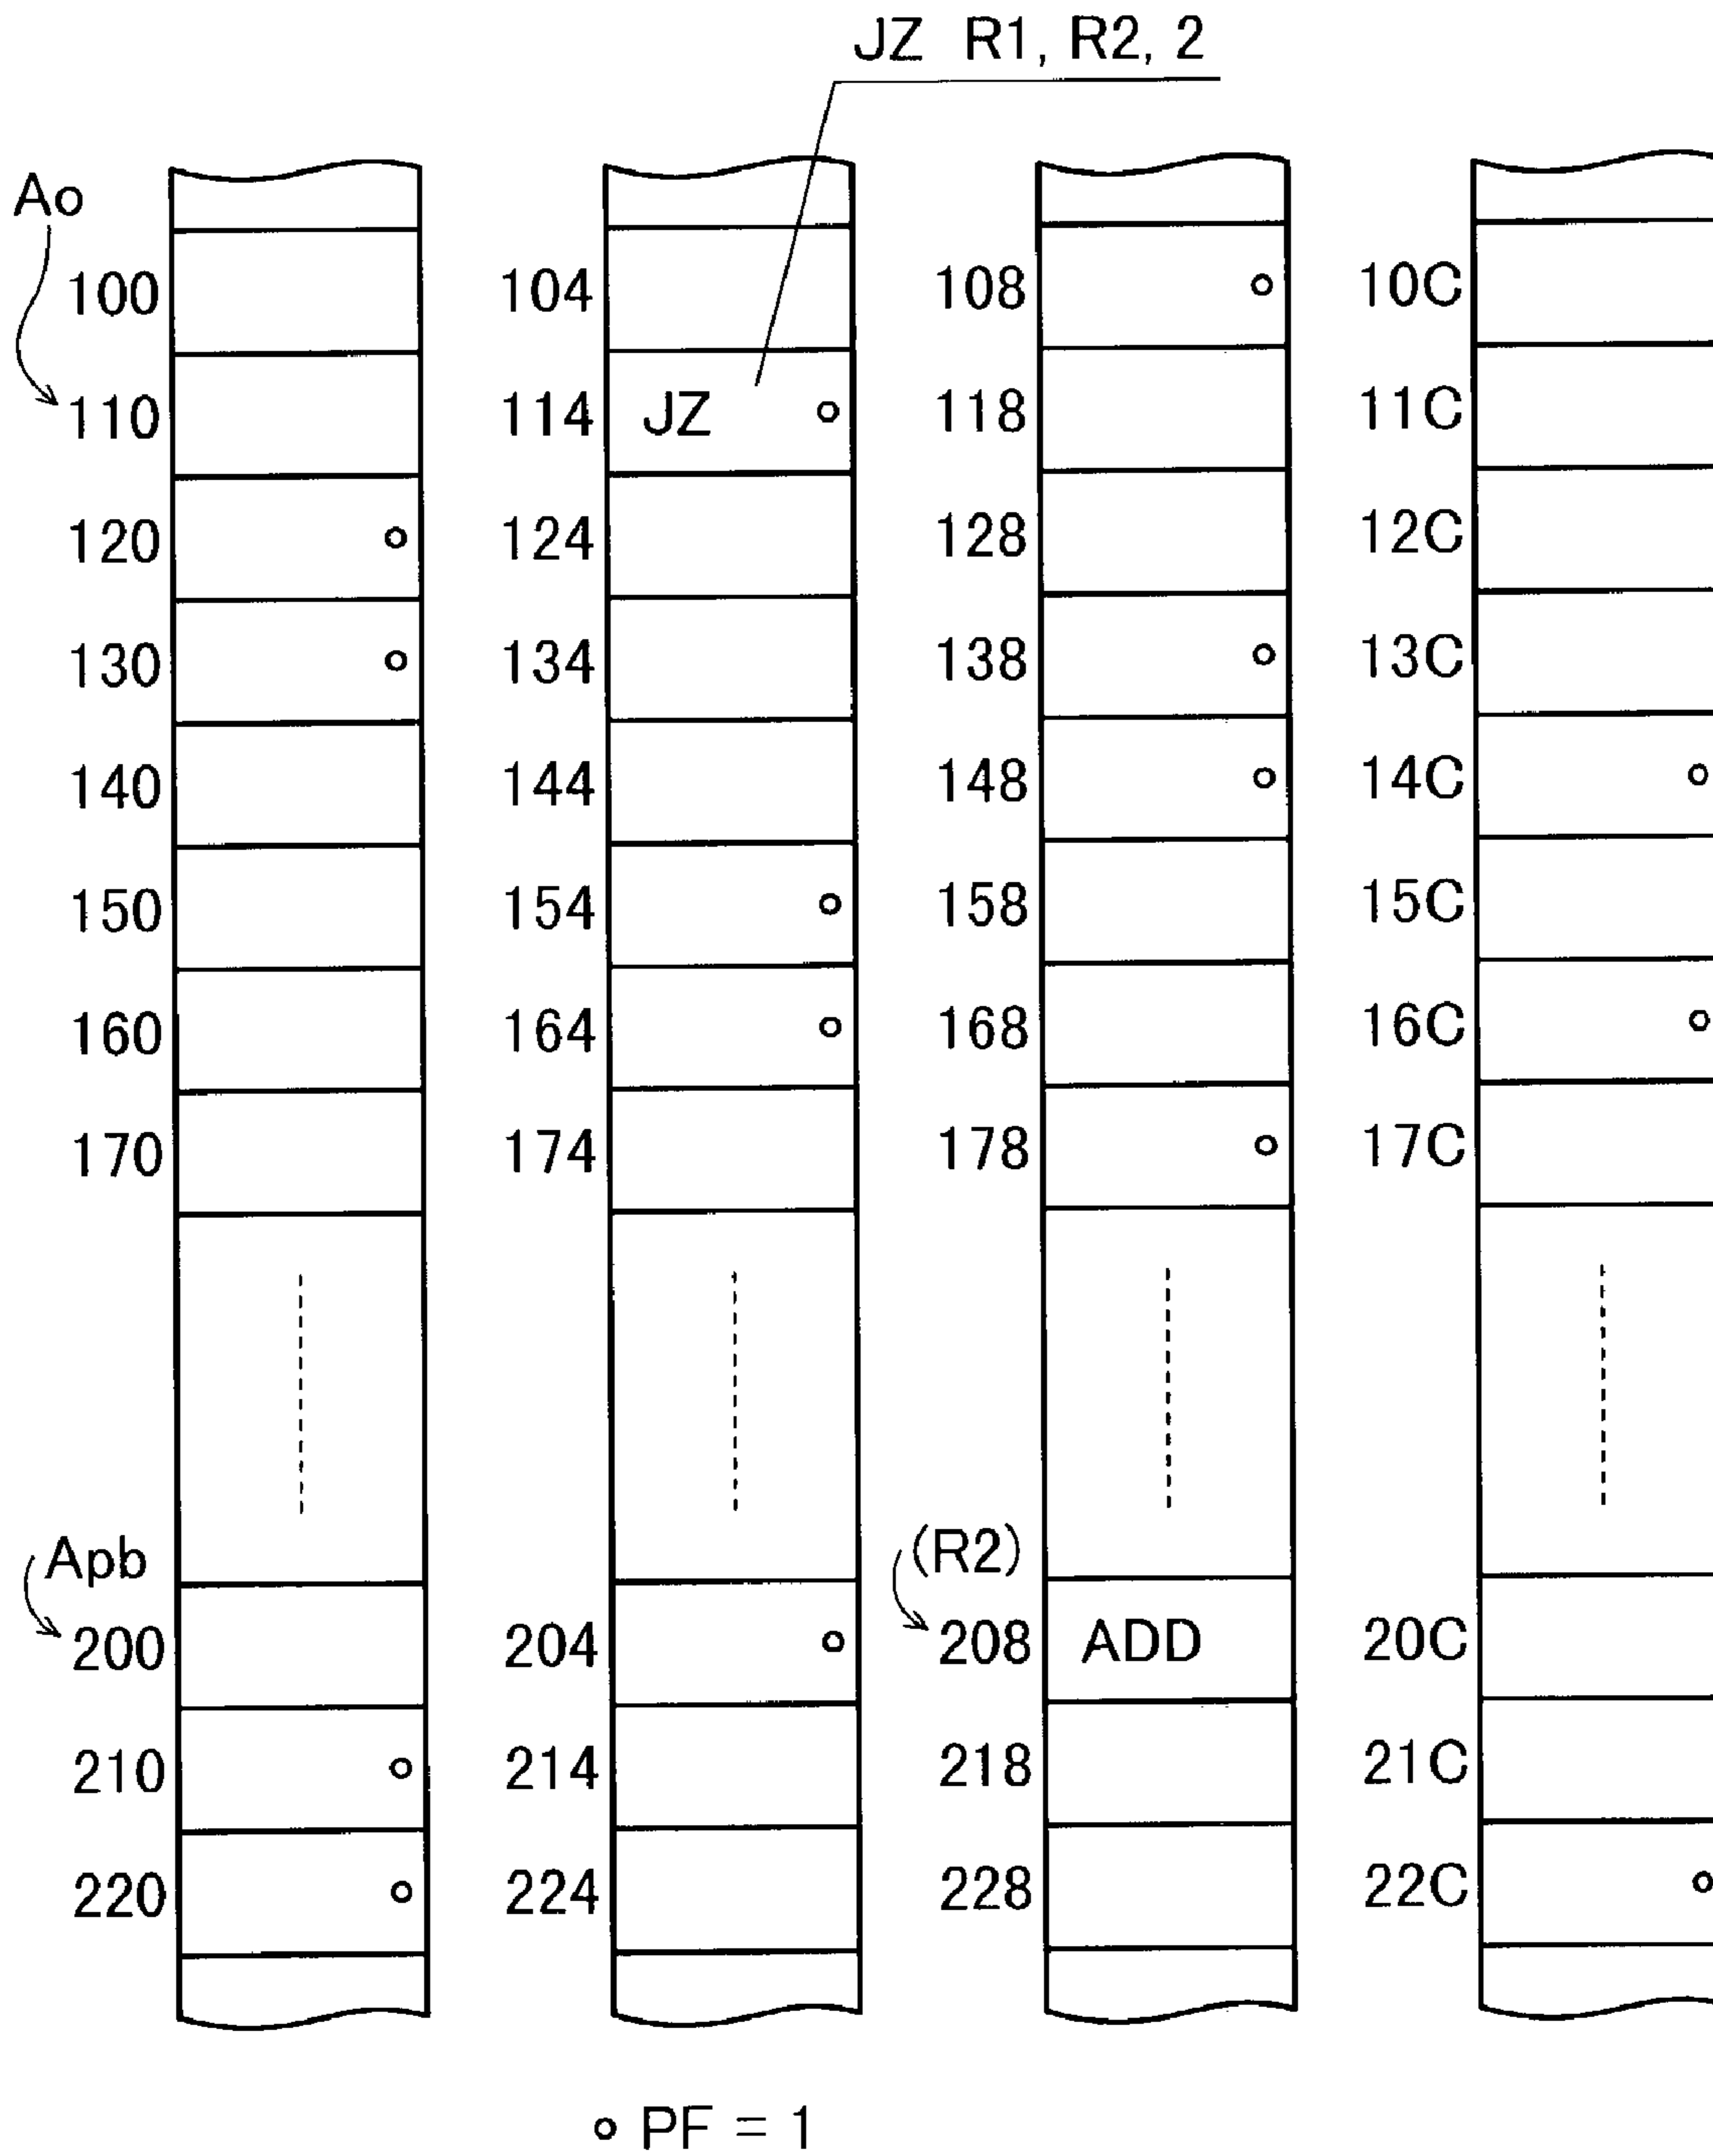 JZ R1, R2, 2
Ao
100 104 108 10C
110 114 JZ 118 11C
120 124 128 12C
130 134 138 13C
140 144 148 14C
150 154 158 15C
160 164 168 16C
170 174 178 17C
Apb (R2)
200 204 208 ADD 20C
210 214 218 21C
220 224 228 22C
PF = 1